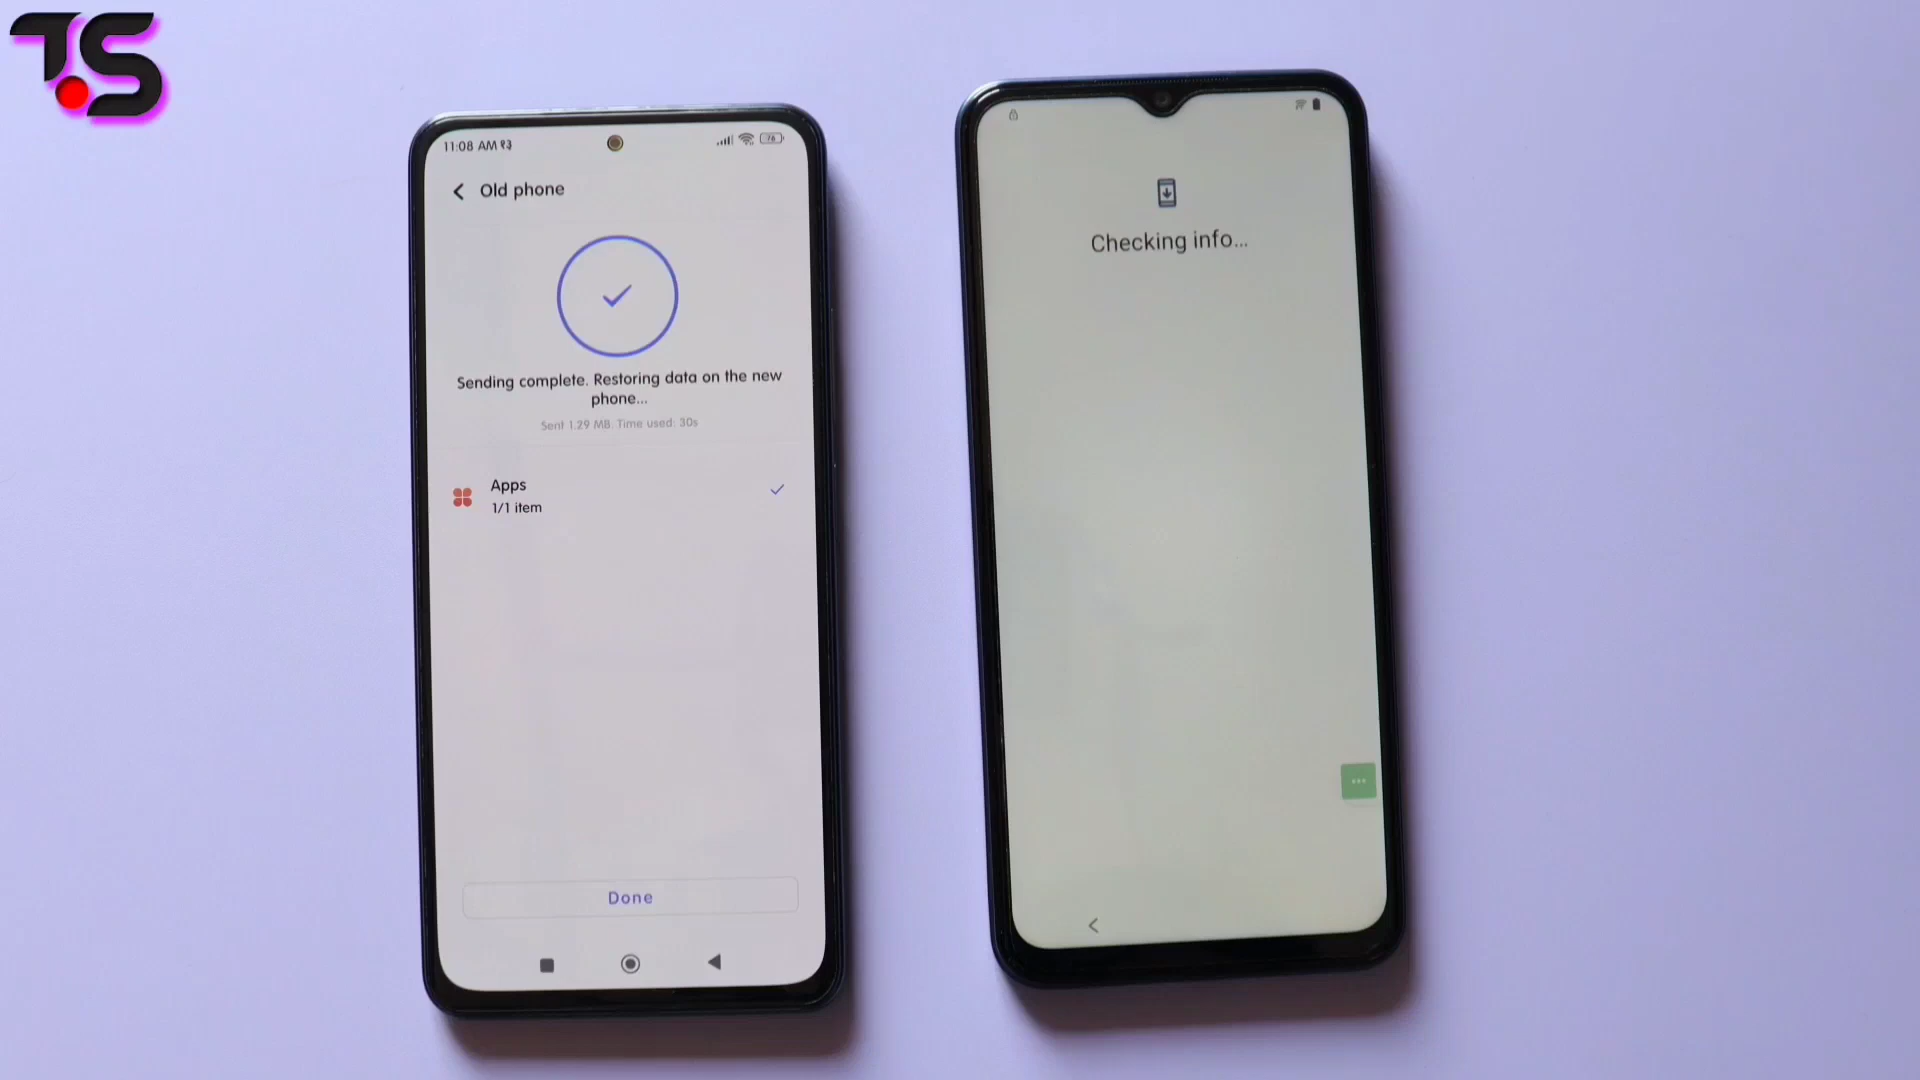 T.S
11:08 AM
76
Old phone
Sending complete. Restoring data on the new
phone...
Sent 1.29 MB. Time used: 30s
Apps
1/1 item
Done
Checking info...